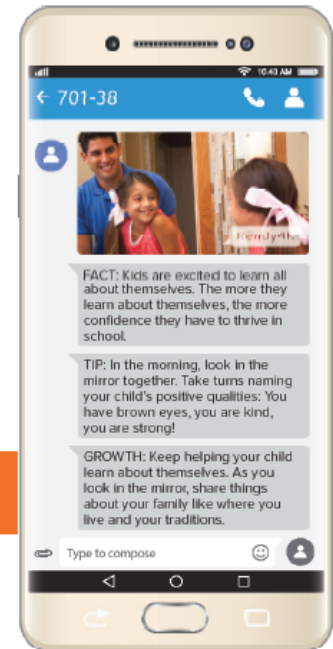 10:43 AM
← 701-38
Ready4K
FACT: Kids are excited to learn all
about themselves. The more they
learn about themselves, the more
confidence they have to thrive in
school.
TIP: In the morning, look in the
mirror together. Take turns naming
your child's positive qualities: You
have brown eyes, you are kind,
you are strong!
GROWTH: Keep helping your child
learn about themselves. As you
look in the mirror, share things
about your family like where you
live and your traditions.
Type to compose